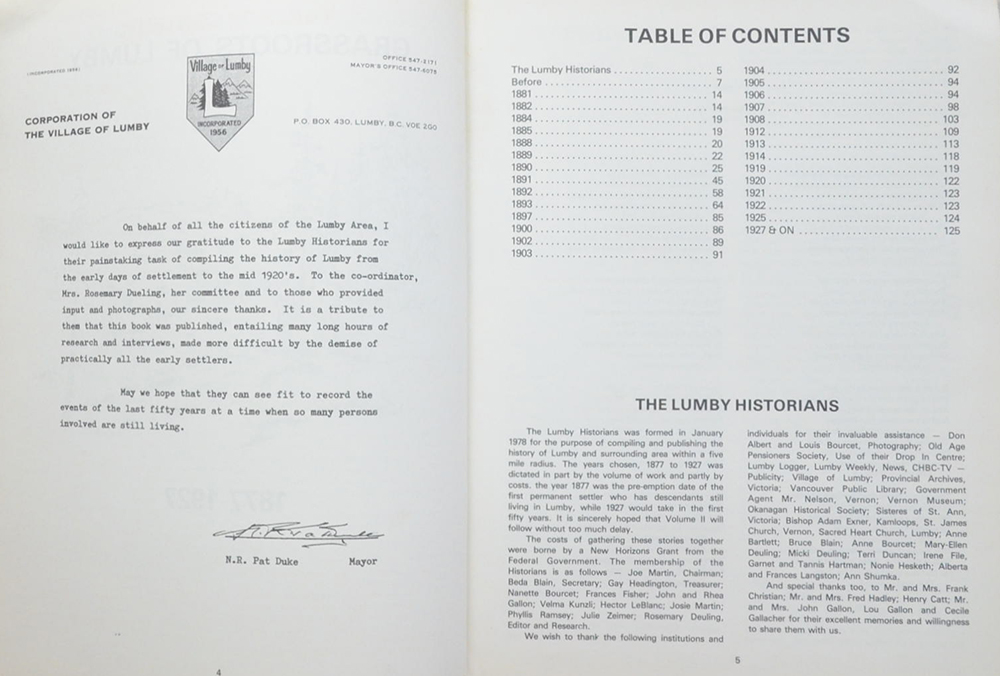 (INCORPORATED 1956)
CORPORATION OF
THE VILLAGE OF LUMBY
Village of Lumby
L
INCORPORATED
1956
OFFICE 547-2171
MAYOR'S OFFICE 547-6078
P.O. BOX 430, LUMBY, B.C. V0E 2G0
On behalf of all the citizens of the Lumby Area, I
would like to express our gratitude to the Lumby Historians for
their painstaking task of compiling the history of Lumby from
the early days of settlement to the mid 1920's. To the co-ordinator,
Mrs. Rosemary Dueling, her committee and to those who provided
input and photographs, our sincere thanks. It is a tribute to
them that this book was published, entailing many long hours of
research and interviews, made more difficult by the demise of
practically all the early settlers.
May we hope that they can see fit to record the
events of the last fifty years at a time when so many persons
involved are still living.
N.R. Pat Duke Mayor
4
TABLE OF CONTENTS
The Lumby Historians . . . . . . . . . . . . . . . . 5
Before . . . . . . . . . . . . . . . . 7
1881 . . . . . . . . . . . . . . . . 14
1882 . . . . . . . . . . . . . . . . 14
1884 . . . . . . . . . . . . . . . . 19
1885 . . . . . . . . . . . . . . . . 19
1888 . . . . . . . . . . . . . . . . 20
1889 . . . . . . . . . . . . . . . . 22
1890 . . . . . . . . . . . . . . . . 25
1891 . . . . . . . . . . . . . . . . 45
1892 . . . . . . . . . . . . . . . . 58
1893 . . . . . . . . . . . . . . . . 64
1897 . . . . . . . . . . . . . . . . 85
1900 . . . . . . . . . . . . . . . . 86
1902 . . . . . . . . . . . . . . . . 89
1903 . . . . . . . . . . . . . . . . 91
1904 . . . . . . . . . . . . . . . . 92
1905 . . . . . . . . . . . . . . . . 94
1906 . . . . . . . . . . . . . . . . 94
1907 . . . . . . . . . . . . . . . . 98
1908 . . . . . . . . . . . . . . . . 103
1912 . . . . . . . . . . . . . . . . 109
1913 . . . . . . . . . . . . . . . . 113
1914 . . . . . . . . . . . . . . . . 118
1919 . . . . . . . . . . . . . . . . 119
1920 . . . . . . . . . . . . . . . . 122
1921 . . . . . . . . . . . . . . . . 123
1922 . . . . . . . . . . . . . . . . 123
1925 . . . . . . . . . . . . . . . . 124
1927 & ON . . . . . . . . . . . . . . . . 125
THE LUMBY HISTORIANS
The Lumby Historians was formed in January
1978 for the purpose of compiling and publishing the
history of Lumby and surrounding area within a five
mile radius. The years chosen, 1877 to 1927 was
dictated in part by the volume of work and partly by
costs. the year 1877 was the pre-emption date of the
first permanent settler who has descendants still
living in Lumby, while 1927 would take in the first
fifty years. It is sincerely hoped that Volume II will
follow without too much delay.
The costs of gathering these stories together
were borne by a New Horizons Grant from the
Federal Government. The membership of the
Historians is as follows — Joe Martin, Chairman;
Beda Blain, Secretary; Gay Headington, Treasurer;
Nanette Bourcet; Frances Fisher; John and Rhea
Gallon; Velma Kunzli; Hector LeBlanc; Josie Martin;
Phyllis Ramsey; Julie Zeimer; Rosemary Deuling,
Editor and Research.
We wish to thank the following institutions and
individuals for their invaluable assistance — Don
Albert and Louis Bourcet, Photography; Old Age
Pensioners Society, Use of their Drop In Centre;
Lumby Logger, Lumby Weekly, News, CHBC-TV —
Publicity; Village of Lumby; Provincial Archives,
Victoria; Vancouver Public Library; Government
Agent Mr. Nelson, Vernon; Vernon Museum;
Okanagan Historical Society; Sisteres of St. Ann,
Victoria; Bishop Adam Exner, Kamloops, St. James
Church, Vernon, Sacred Heart Church, Lumby; Anne
Bartlett; Bruce Blain; Anne Bourcet; Mary-Ellen
Deuling; Micki Deuling; Terri Duncan; Irene File,
Garnet and Tannis Hartman; Nonie Hesketh; Alberta
and Frances Langston; Ann Shumka.
And special thanks too, to Mr. and Mrs. Frank
Christian; Mr. and Mrs. Fred Hadley; Henry Catt; Mr.
and Mrs. John Gallon, Lou Gallon and Cecile
Gallacher for their excellent memories and willingness
to share them with us.
5